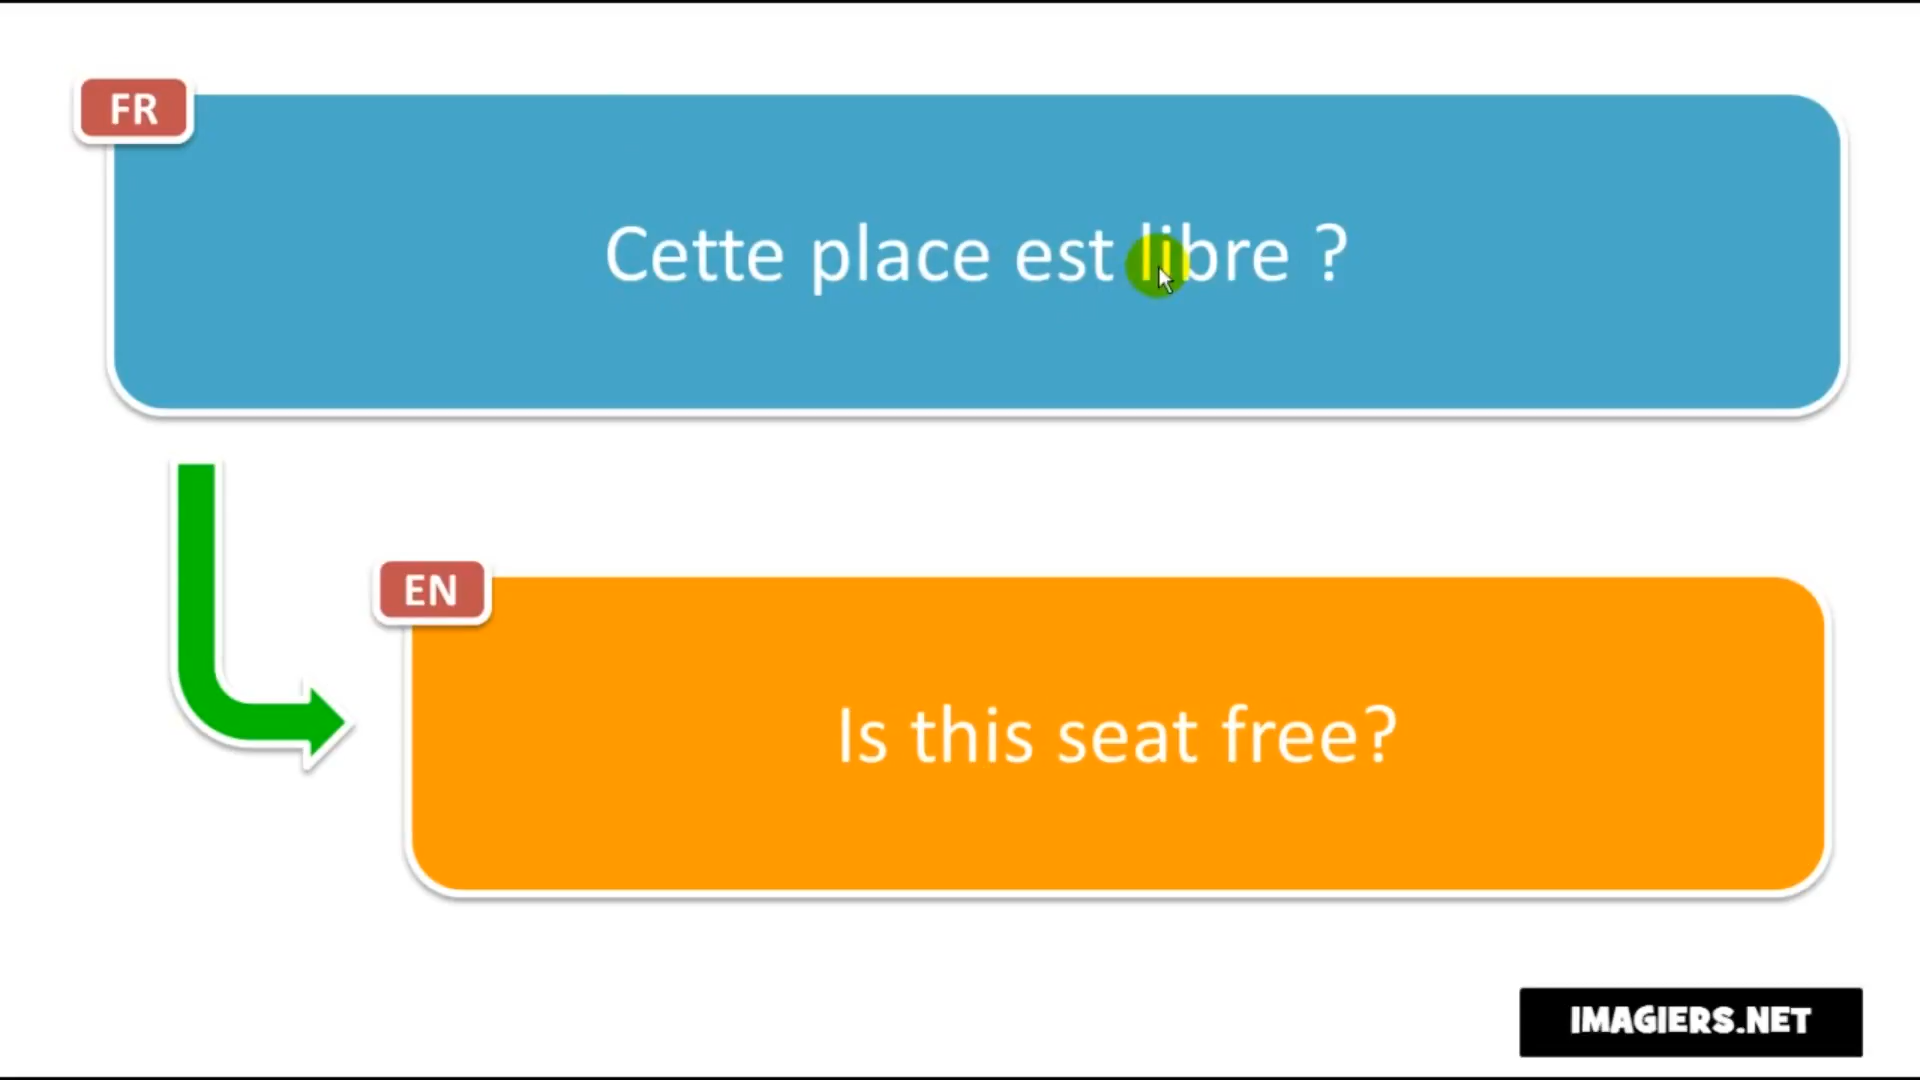 FR
Cette place est libre ?
EN
Is this seat free?
IMAGIERS.NET